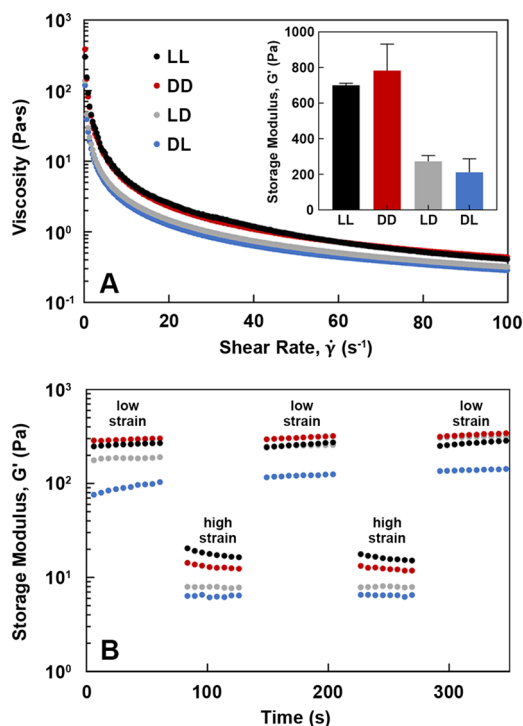 10³
10²
10¹
10⁰
10⁻¹
Viscosity (Pa•s)
LL
DD
LD
DL
1000
800
600
400
200
0
Storage Modulus, G' (Pa)
LL DD LD DL
A
0 20 40 60 80 100
Shear Rate, γ̇ (s⁻¹)
10³
10²
10¹
10⁰
Storage Modulus, G' (Pa)
low
strain
low
strain
low
strain
high
strain
high
strain
B
0 100 200 300
Time (s)